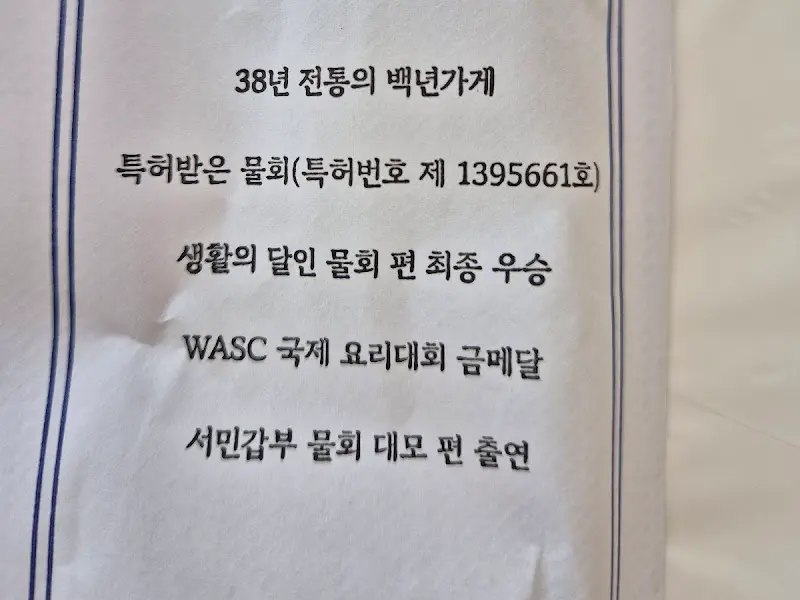 38년 전통의 백년가게
특허받은 물회(특허번호 제 1395661호)
생활의 달인 물회 편 최종 우승
WASC 국제 요리대회 금메달
서민갑부 물회 대모 편 출연